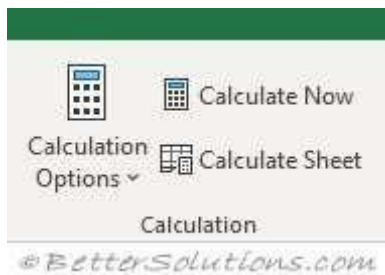 Calculate Now
Calculation
Options
Calculate Sheet
Calculation
©BetterSolutions.com